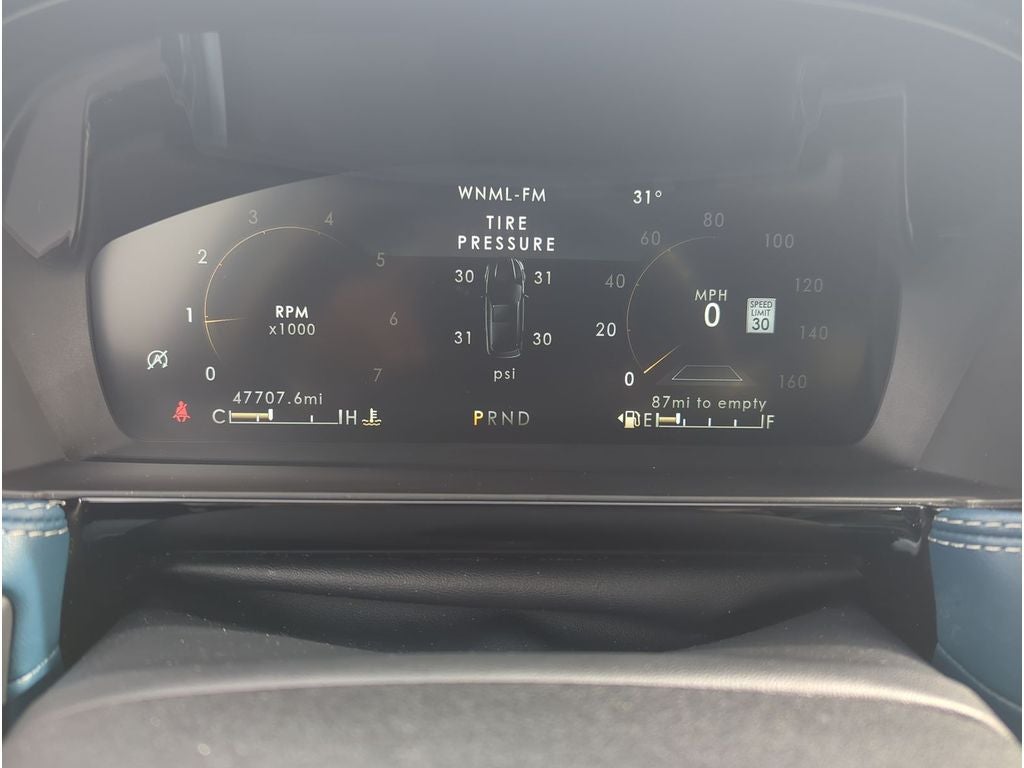 WNML-FM 31°
TIRE
PRESSURE
30 31
31 30
psi
0 1 2 3 4 5 6 7
RPM
x1000
0 20 40 60 80 100 120 140 160
MPH
0
SPEED
LIMIT
30
47707.6mi
C H
PRND
87mi to empty
E F